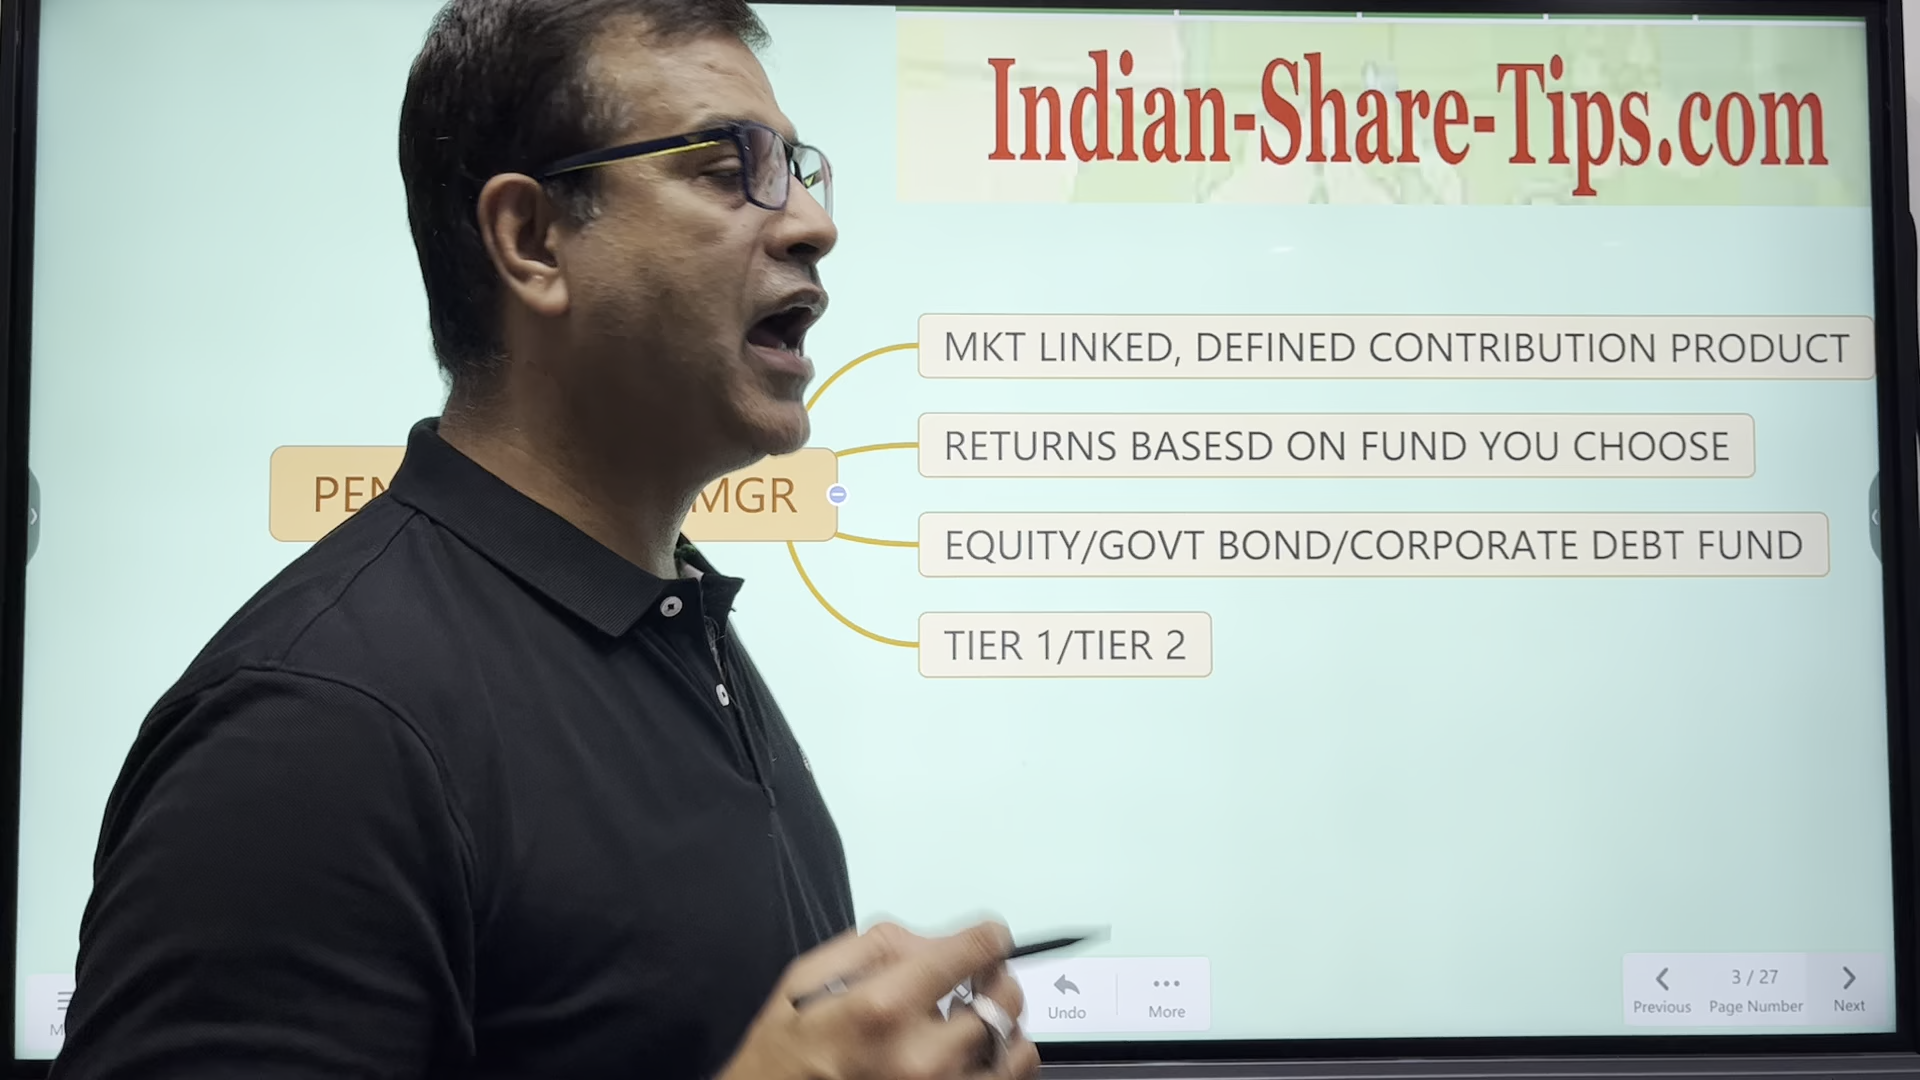 Indian-Share-Tips.com
MKT LINKED, DEFINED CONTRIBUTION PRODUCT
RETURNS BASESD ON FUND YOU CHOOSE
MGR
EQUITY/GOVT BOND/CORPORATE DEBT FUND
TIER 1/TIER 2
Undo
More
3 / 27
Previous
Page Number
Next